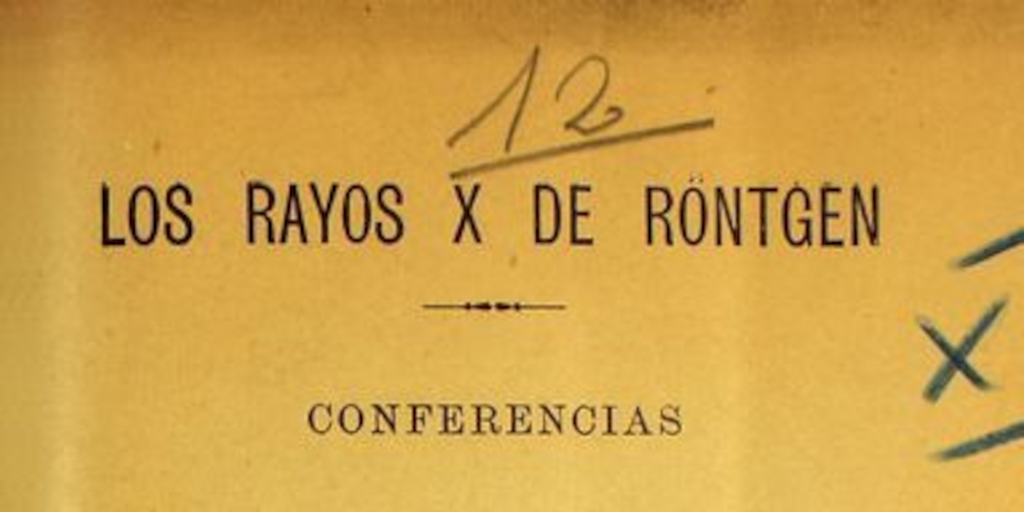 12
LOS RAYOS X DE RÖNTGEN
X
CONFERENCIAS